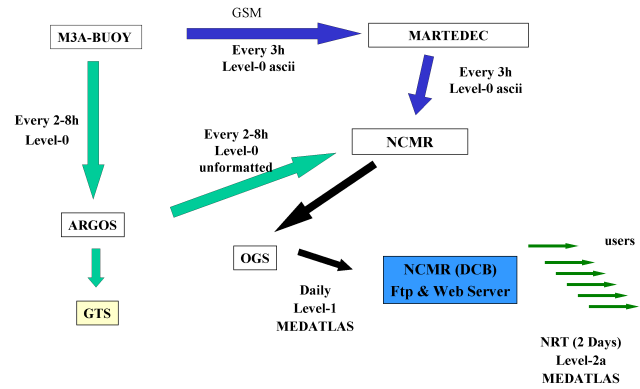 GSM
M3A-BUOY
MARTEDEC
Every 3h
Level-0 ascii
Every 3h
Level-0 ascii
Every 2-8h
Level-0
Every 2-8h
Level-0
unformatted
NCMR
ARGOS
OGS
users
NCMR (DCB)
Ftp & Web Server
Daily
Level-1
MEDATLAS
GTS
NRT (2 Days)
Level-2a
MEDATLAS